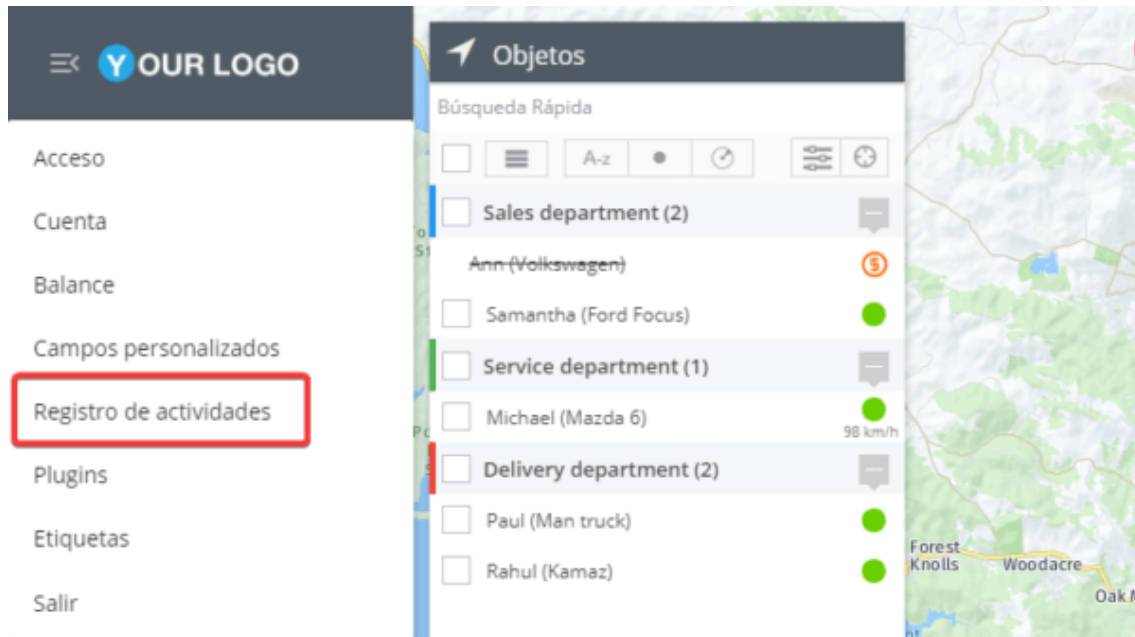 YOUR LOGO
Acceso
Cuenta
Balance
Campos personalizados
Registro de actividades
Plugins
Etiquetas
Salir
Objetos
Búsqueda Rápida
A-z
Sales department (2)
Ann (Volkswagen)
Samantha (Ford Focus)
Service department (1)
Michael (Mazda 6)
98 km/h
Delivery department (2)
Paul (Man truck)
Rahul (Kamaz)
Forest
Knolls
Woodacre
Oak